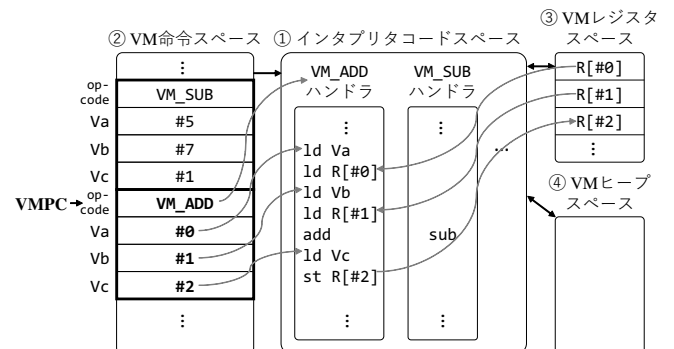 ② VM命令スペース
⋮
op-
code
VM_SUB
Va
#5
Vb
#7
Vc
#1
VMPC
op-
code
VM_ADD
Va
#0
Vb
#1
Vc
#2
⋮
① インタプリタコードスペース
VM_ADD
ハンドラ
⋮
ld Va
ld R[#0]
ld Vb
ld R[#1]
add
ld Vc
st R[#2]
⋮
VM_SUB
ハンドラ
⋮
sub
⋮
…
③ VMレジスタ
スペース
R[#0]
R[#1]
R[#2]
⋮
④ VMヒープ
スペース